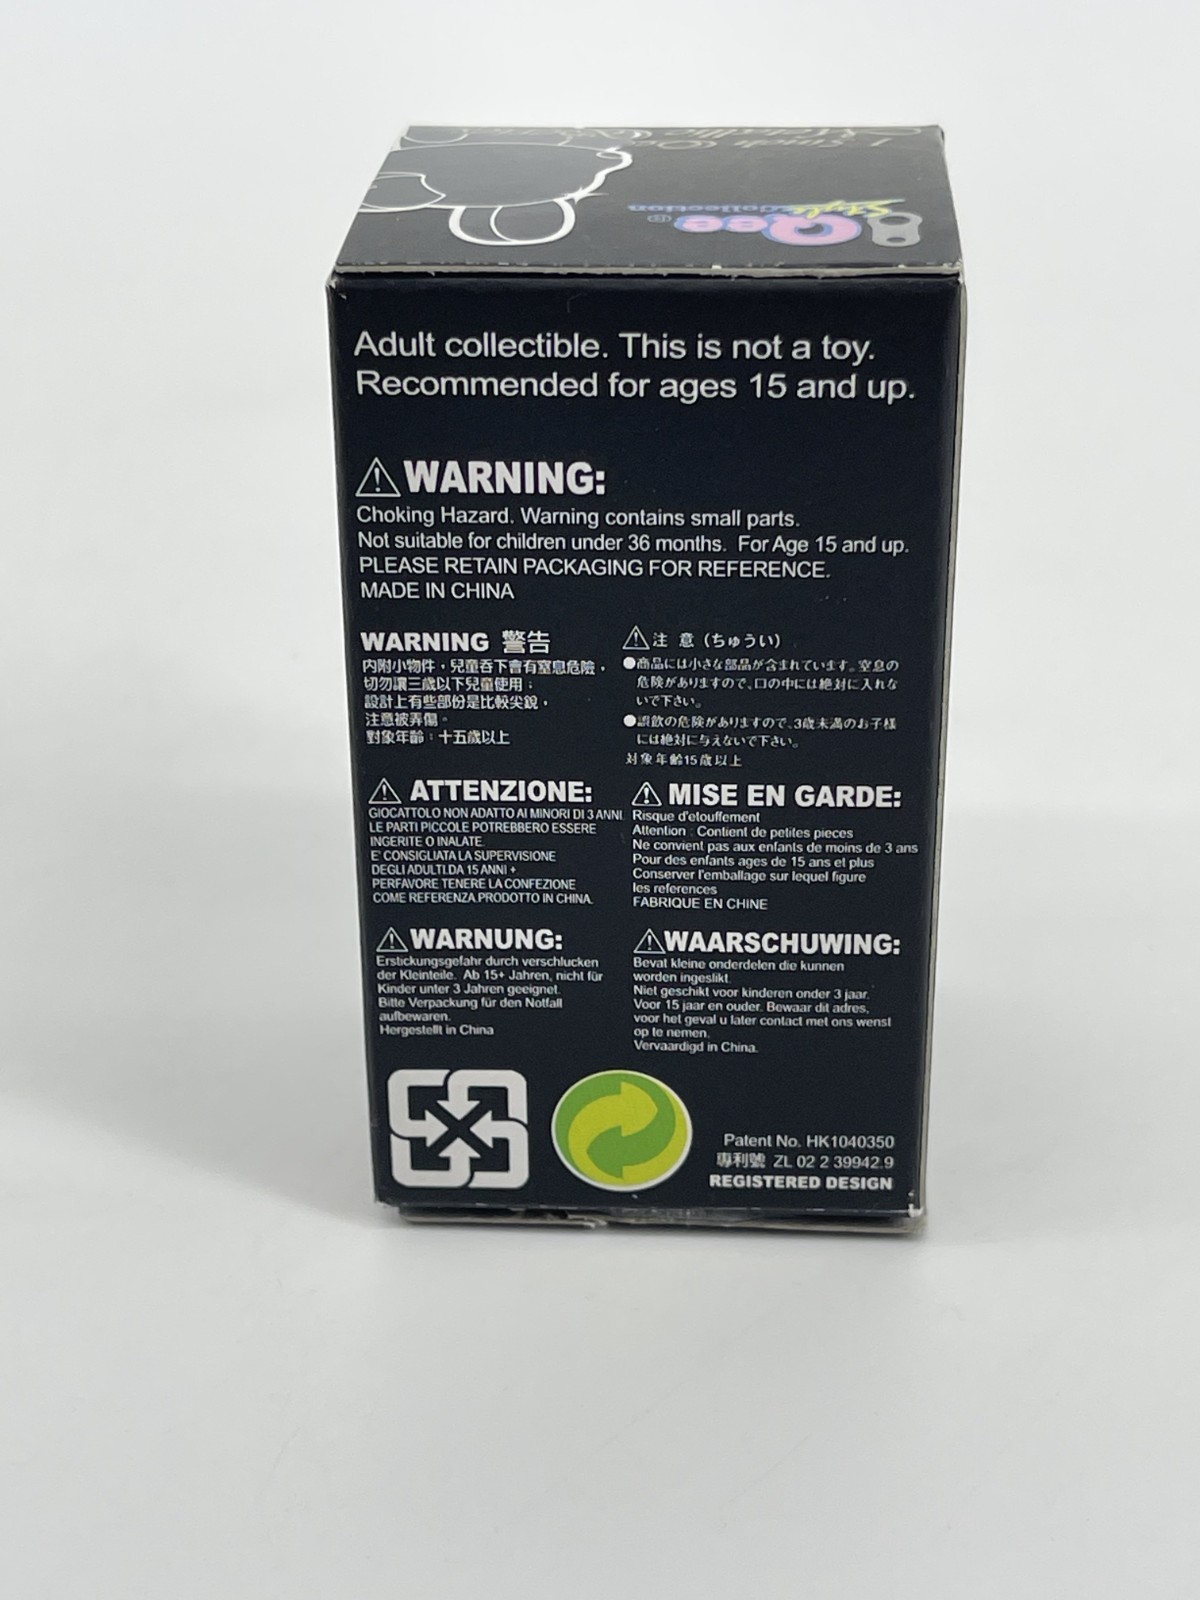 Qee®
Style Collection
Adult collectible. This is not a toy.
Recommended for ages 15 and up.
WARNING:
Choking Hazard. Warning contains small parts.
Not suitable for children under 36 months. For Age 15 and up.
PLEASE RETAIN PACKAGING FOR REFERENCE.
MADE IN CHINA
WARNING 警告
內附小物件，兒童吞下會有窒息危險，
切勿讓三歲以下兒童使用；
設計上有些部份是比較尖銳，
注意被弄傷。
對象年齡：十五歲以上
注 意（ちゅうい）
●商品には小さな部品が含まれています。窒息の
危険がありますので、口の中には絶対に入れな
いで下さい。
●誤飲の危険がありますので、3歳未満のお子様
には絶対に与えないで下さい。
対象年齢15歳以上
ATTENZIONE:
GIOCATTOLO NON ADATTO AI MINORI DI 3 ANNI
LE PARTI PICCOLE POTREBBERO ESSERE
INGERITE O INALATE.
E' CONSIGLIATA LA SUPERVISIONE
DEGLI ADULTI.DA 15 ANNI +
PERFAVORE TENERE LA CONFEZIONE
COME REFERENZA.PRODOTTO IN CHINA.
MISE EN GARDE:
Risque d'etouffement
Attention : Contient de petites pieces
Ne convient pas aux enfants de moins de 3 ans
Pour des enfants ages de 15 ans et plus
Conserver l'emballage sur lequel figure
les references
FABRIQUE EN CHINE
WARNUNG:
Erstickungsgefahr durch verschlucken
der Kleinteile. Ab 15+ Jahren, nicht für
Kinder unter 3 Jahren geeignet.
Bitte Verpackung für den Notfall
aufbewaren.
Hergestellt in China
WAARSCHUWING:
Bevat kleine onderdelen die kunnen
worden ingeslikt.
Niet geschikt voor kinderen onder 3 jaar.
Voor 15 jaar en ouder. Bewaar dit adres,
voor het geval u later contact met ons wenst
op te nemen.
Vervaardigd in China.
Patent No. HK1040350
專利號 ZL 02 2 39942.9
REGISTERED DESIGN